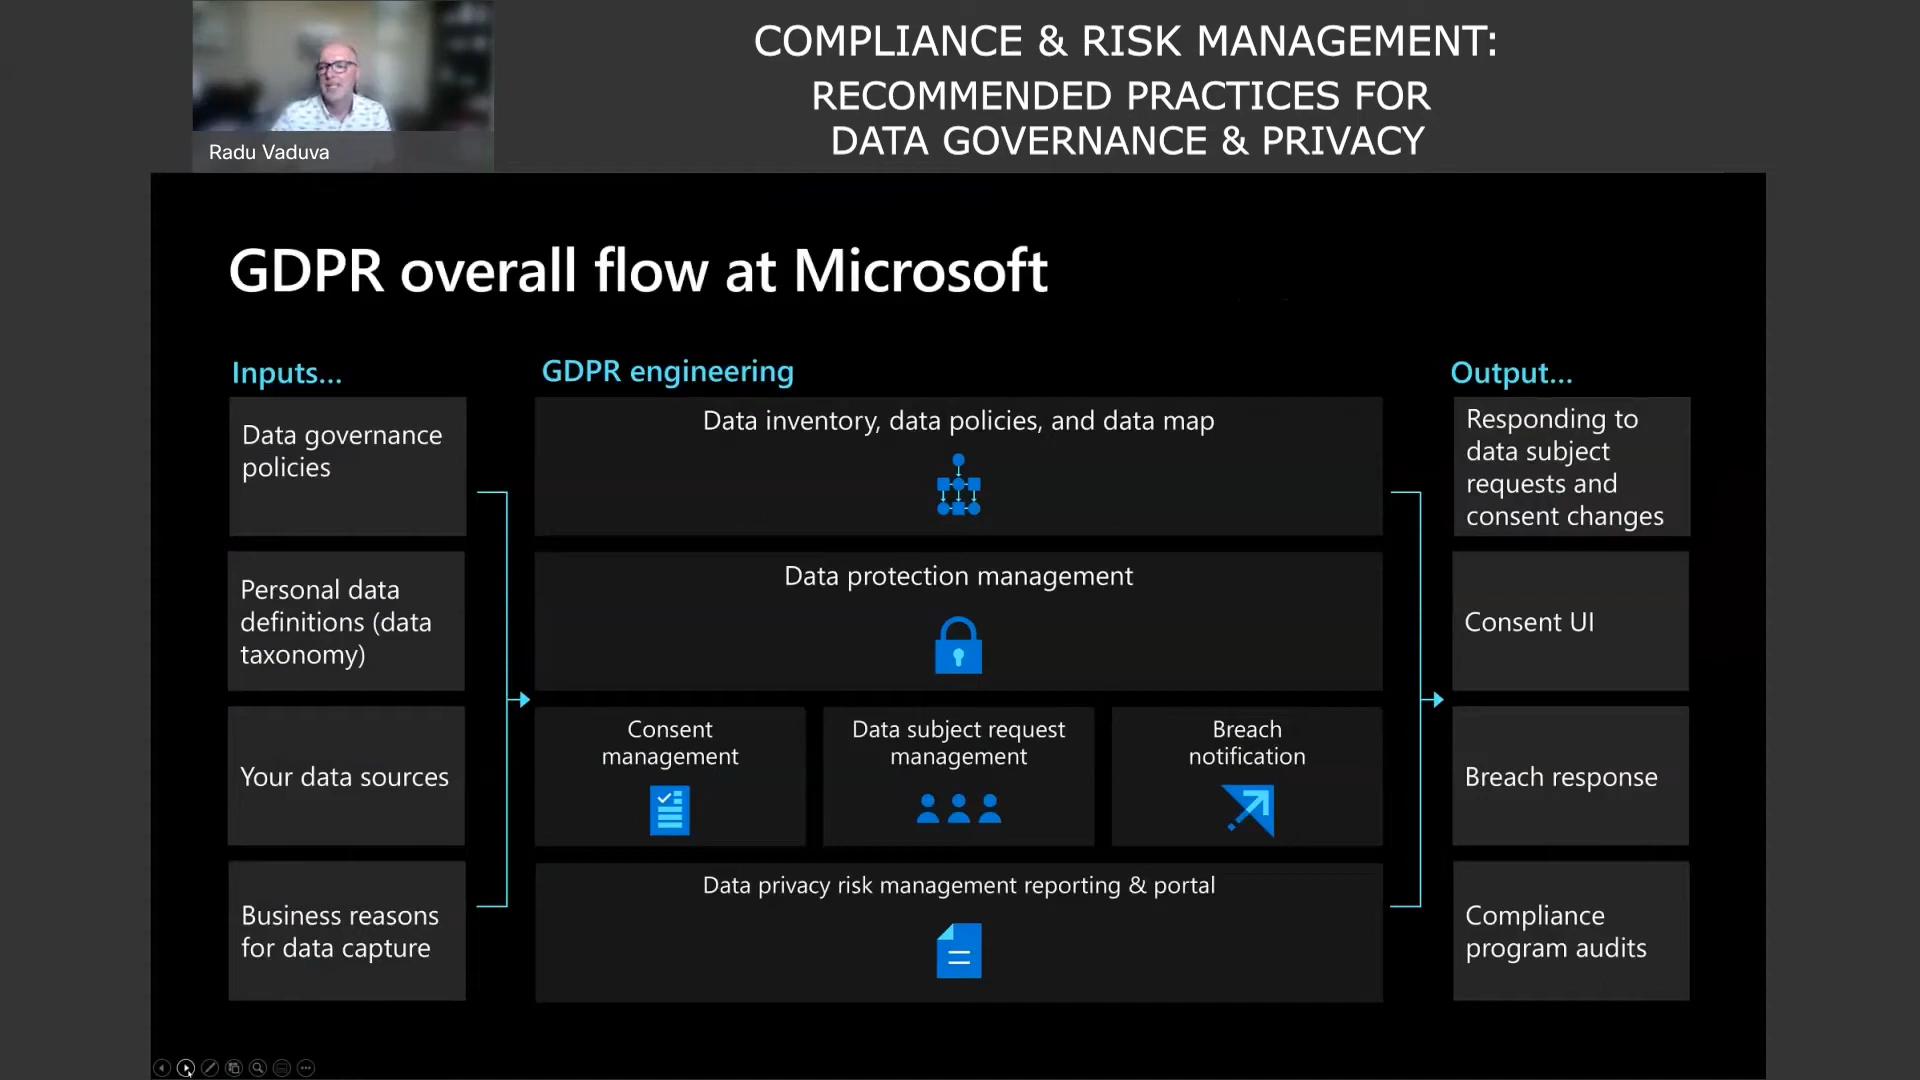 COMPLIANCE & RISK MANAGEMENT:
RECOMMENDED PRACTICES FOR
DATA GOVERNANCE & PRIVACY
Radu Vaduva
GDPR overall flow at Microsoft
Inputs...
Data governance
policies
Personal data
definitions (data
taxonomy)
Your data sources
Business reasons
for data capture
GDPR engineering
Data inventory, data policies, and data map
Data protection management
Consent
management
Data subject request
management
Breach
notification
Data privacy risk management reporting & portal
Output...
Responding to
data subject
requests and
consent changes
Consent UI
Breach response
Compliance
program audits